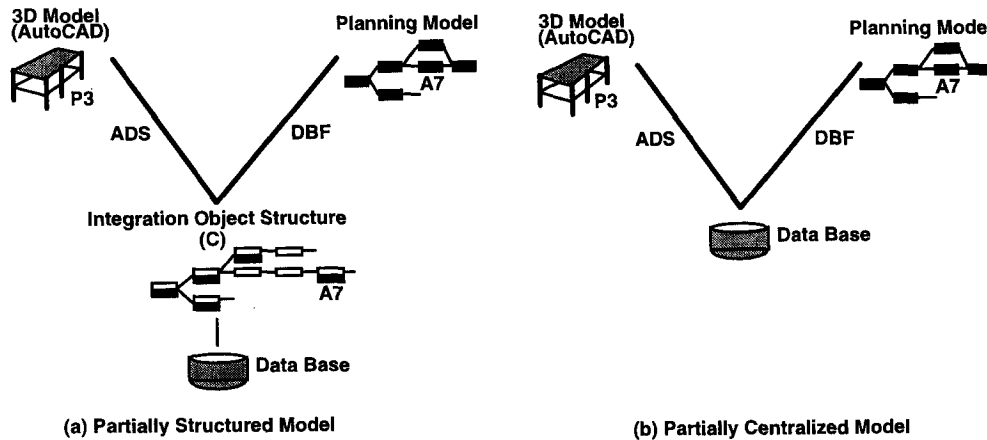 3D Model
(AutoCAD)
P3
Planning Model
A7
ADS
DBF
Integration Object Structure
(C)
A7
Data Base
(a) Partially Structured Model
3D Model
(AutoCAD)
P3
Planning Mode
A7
ADS
DBF
Data Base
(b) Partially Centralized Model